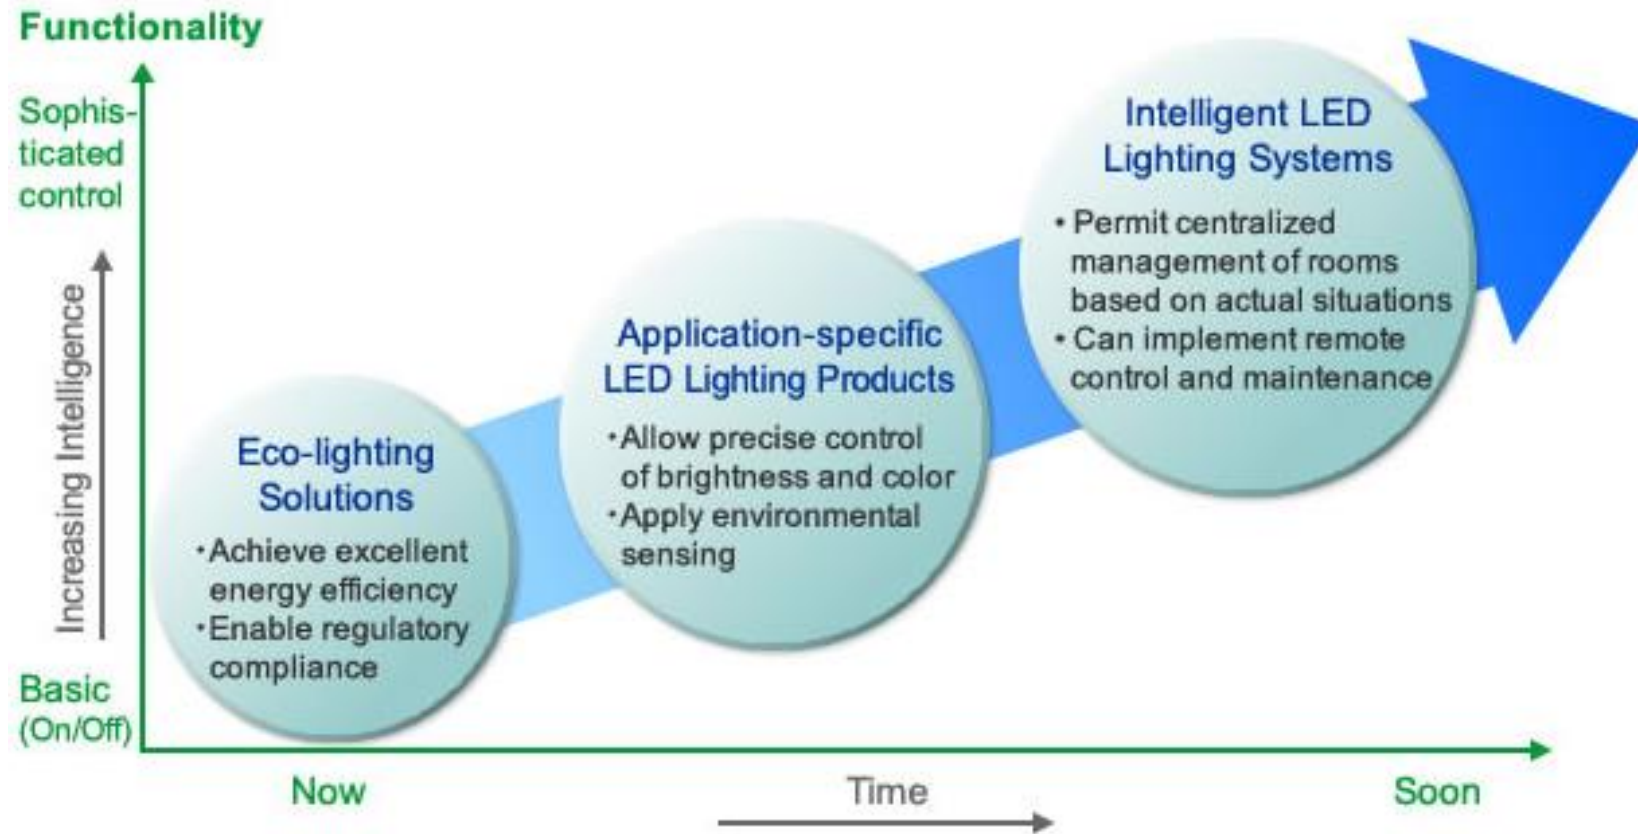 Functionality
Sophis-
ticated
control
Increasing Intelligence
Basic
(On/Off)
Eco-lighting
Solutions
·Achieve excellent
energy efficiency
·Enable regulatory
compliance
Application-specific
LED Lighting Products
·Allow precise control
of brightness and color
·Apply environmental
sensing
Intelligent LED
Lighting Systems
• Permit centralized
management of rooms
based on actual situations
• Can implement remote
control and maintenance
Now
Time
Soon